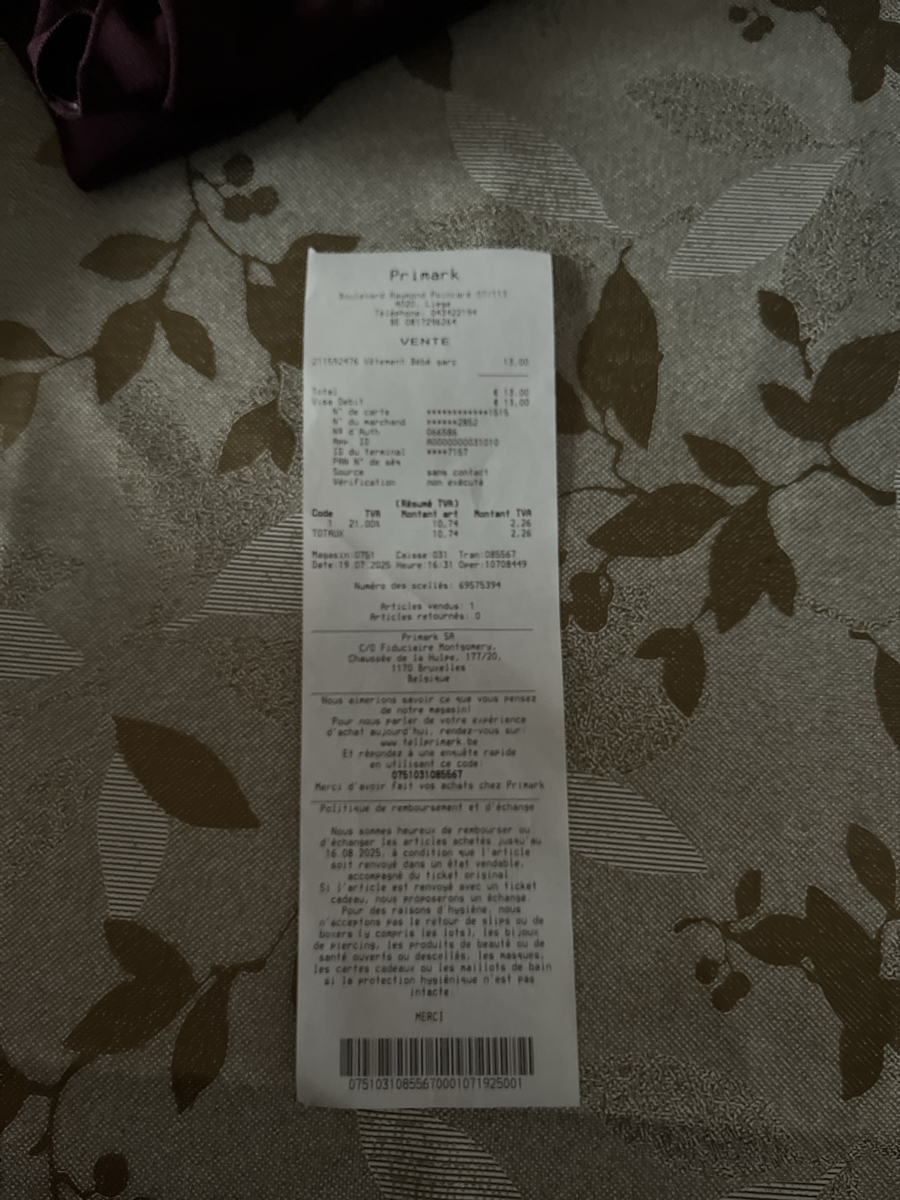 Primark
Boulevard Raymond Poincaré
4020, Liege
Téléphone: 043422194
BE 0817296264
VENTE
211592476 Vêtement Bébé garc 13.00
Total € 13.00
Visa Debit € 13.00
N° de carte ************1515
N° du marchand ******2852
Nº d'Auth 066586
App. ID A0000000031010
ID du terminal ****7157
PAN N° de séq
Source sans contact
Vérification non exécuté
(Résumé TVA)
Code TVA Montant art Montant TVA
1 21.00% 10.74 2.26
TOTAUX 10.74 2.26
Magasin:0751 Caisse:031 Tran:085567
Date:19.07.2025 Heure:16:31 Oper:10708449
Numéro des scellés: 69575394
Articles vendus: 1
Articles retournés: 0
Primark SA
C/O Fiduciaire Montgomery,
Chaussée de la Hulpe, 177/20,
1170 Bruxelles
Belgique
Nous aimerions savoir ce que vous pensez
de notre magasin!
Pour nous parler de votre expérience
d'achat aujourd'hui, rendez-vous sur:
www.tellprimark.be
Et répondez à une enquête rapide
en utilisant ce code:
0751031085567
Merci d'avoir fait vos achats chez Primark
Politique de remboursement et d'échange
Nous sommes heureux de rembourser ou
d'échanger les articles achetés jusqu'au
16.08.2025, à condition que l'article
soit renvoyé dans un état vendable,
accompagné du ticket original.
Si l'article est renvoyé avec un ticket
cadeau, nous proposerons un échange.
Pour des raisons d'hygiène, nous
n'acceptons pas le retour de slips ou de
boxers (y compris les lots), les bijoux
de piercing, les produits de beauté ou de
santé ouverts ou descellés, les masques,
les cartes cadeaux ou les maillots de bain
si la protection hygiénique n'est pas
intacte.
MERCI
07510310855670001071925001